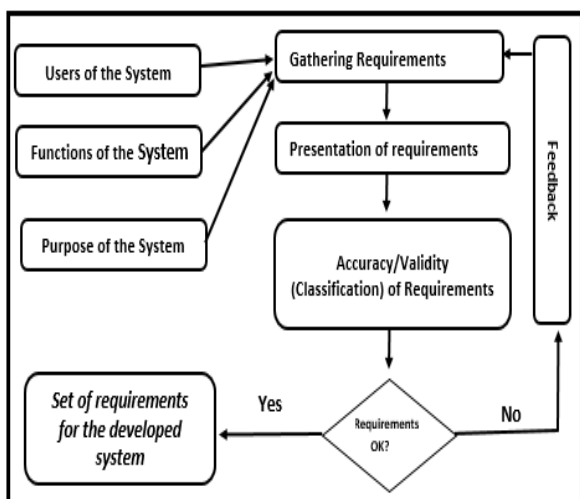 Users of the System
Functions of the System
Purpose of the System
Gathering Requirements
Presentation of requirements
Accuracy/Validity
(Classification) of Requirements
Requirements
OK?
Yes
No
Set of requirements
for the developed
system
Feedback